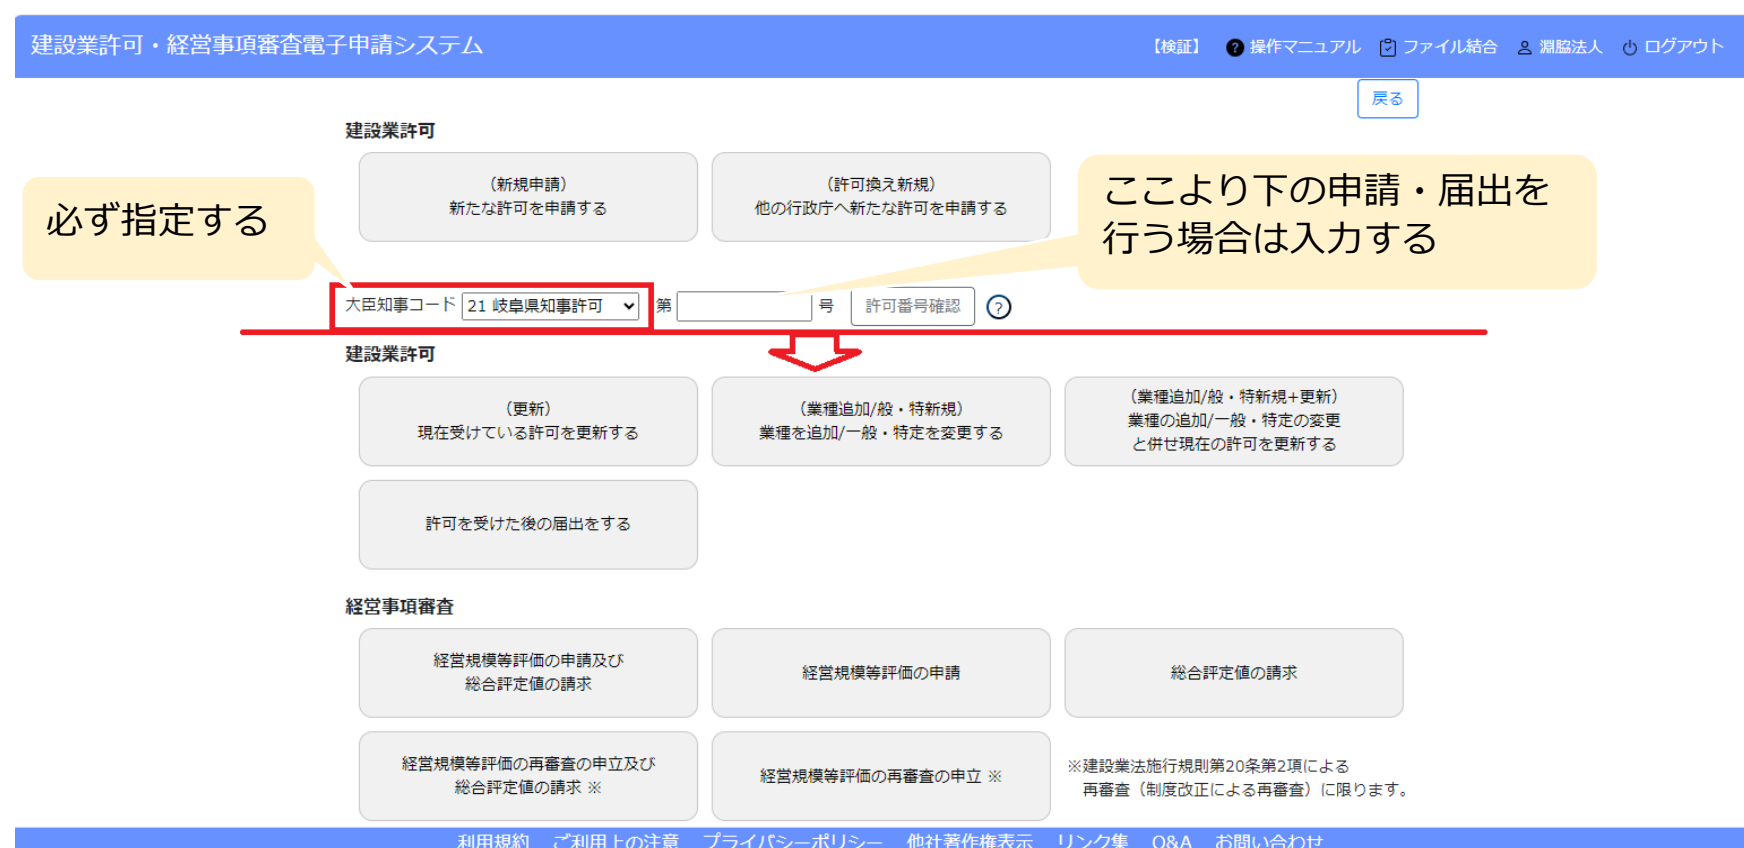 建設業許可・経営事項審査電子申請システム
【検証】 ? 操作マニュアル ファイル結合 淵脇法人 ログアウト
戻る
建設業許可
（新規申請）
新たな許可を申請する
（許可換え新規）
他の行政庁へ新たな許可を申請する
必ず指定する
ここより下の申請・届出を
行う場合は入力する
大臣知事コード 21 岐阜県知事許可 第 号 許可番号確認 ?
建設業許可
（更新）
現在受けている許可を更新する
（業種追加/般・特新規）
業種を追加/一般・特定を変更する
（業種追加/般・特新規+更新）
業種の追加/一般・特定の変更
と併せ現在の許可を更新する
許可を受けた後の届出をする
経営事項審査
経営規模等評価の申請及び
総合評定値の請求
経営規模等評価の申請
総合評定値の請求
経営規模等評価の再審査の申立及び
総合評定値の請求 ※
経営規模等評価の再審査の申立 ※
※建設業法施行規則第20条第2項による
再審査（制度改正による再審査）に限ります。
利用規約 ご利用上の注意 プライバシーポリシー 他社著作権表示 リンク集 Q&A お問い合わせ